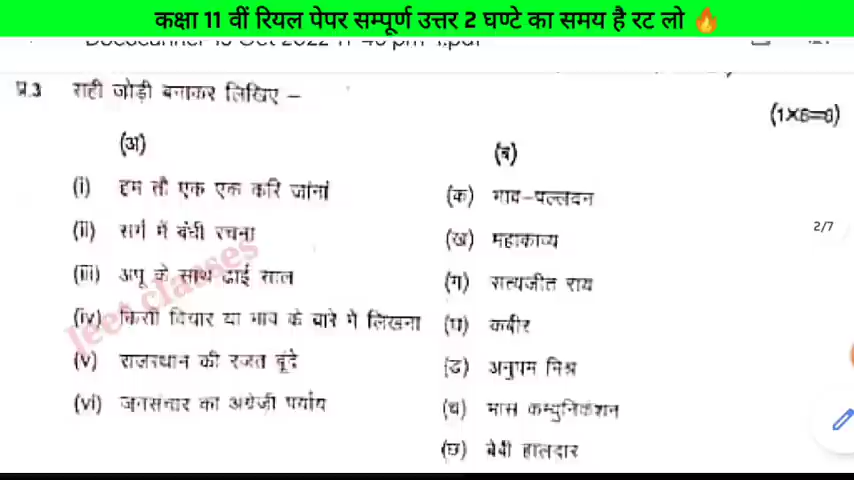 कक्षा 11 वीं रियल पेपर सम्पूर्ण उत्तर 2 घण्टे का समय है रट लो 🔥
प्र.3 सही जोड़ी बनाकर लिखिए –
(1×6=6)
(अ) (ब)
(i) हम तौ एक एक करि जांनां (क) भाव-पल्लवन
(ii) सर्ग में बंधी रचना (ख) महाकाव्य
2/7
(iii) अपू के साथ ढाई साल (ग) सत्यजीत राय
(iv) किसी विचार या भाव के बारे में लिखना (घ) कबीर
(v) राजस्थान की रजत बूंदे (ड) अनुपम मिश्र
(vi) जनसंचार का अंग्रेजी पर्याय (च) मास कम्युनिकेशन
(छ) बेबी हालदार
Jeet classes